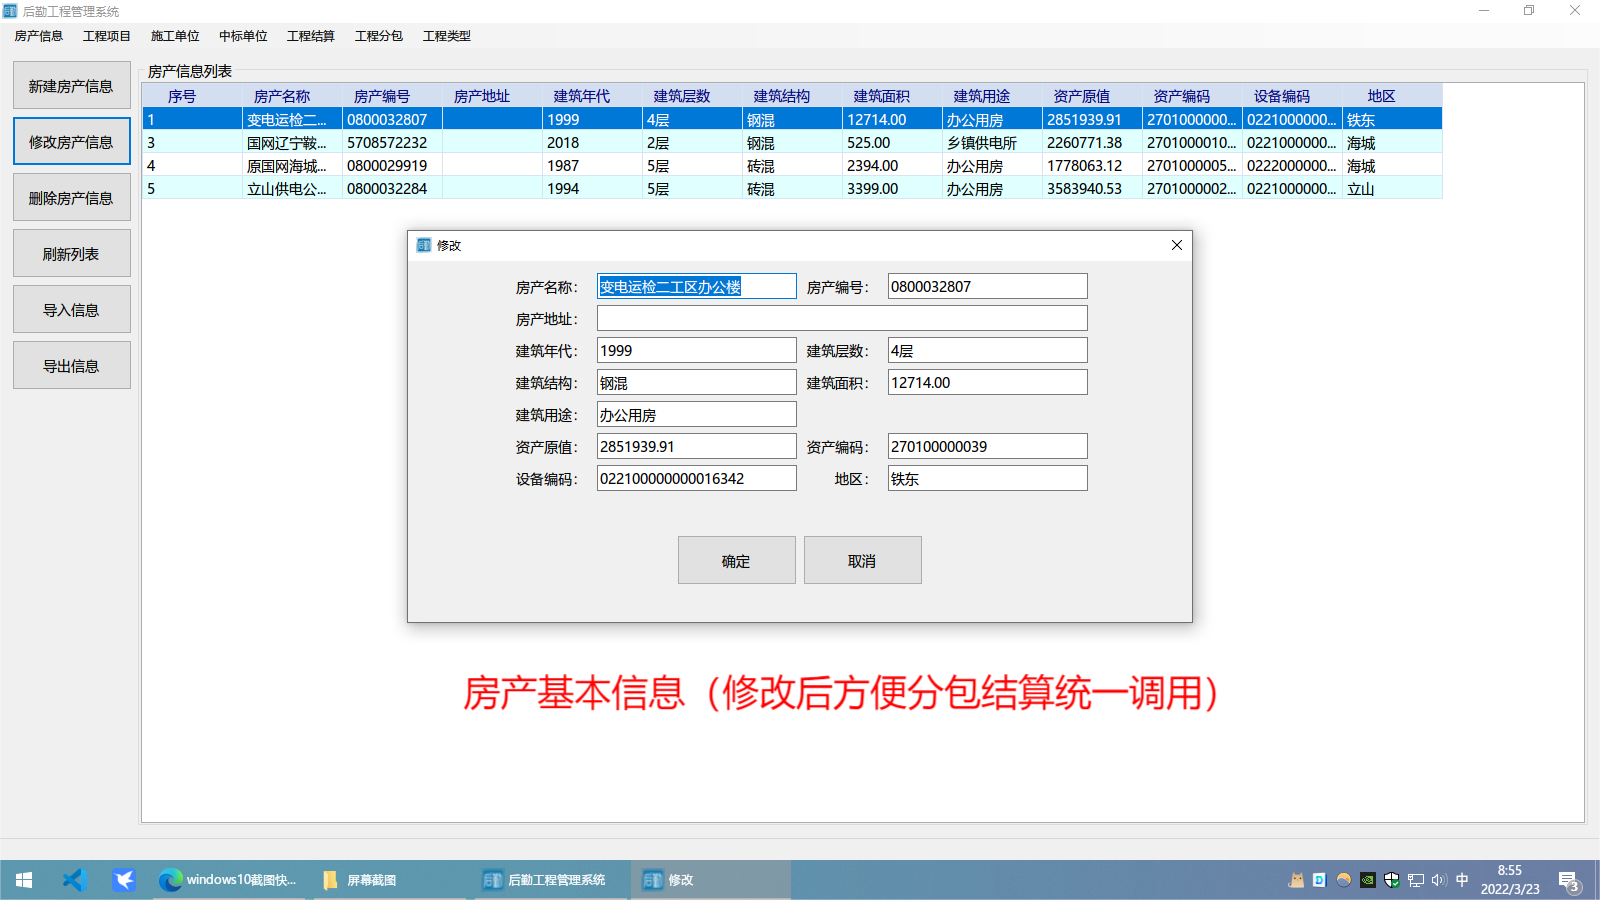 后勤工程管理系统
房产信息 工程项目 施工单位 中标单位 工程结算 工程分包 工程类型
新建房产信息
修改房产信息
删除房产信息
刷新列表
导入信息
导出信息
房产信息列表
序号 房产名称 房产编号 房产地址 建筑年代 建筑层数 建筑结构 建筑面积 建筑用途 资产原值 资产编码 设备编码 地区
1 变电运检二... 0800032807 1999 4层 钢混 12714.00 办公用房 2851939.91 2701000000... 0221000000... 铁东
3 国网辽宁鞍... 5708572232 2018 2层 钢混 525.00 乡镇供电所 2260771.38 2701000010... 0221000000... 海城
4 原国网海城... 0800029919 1987 5层 砖混 2394.00 办公用房 1778063.12 2701000005... 0222000000... 海城
5 立山供电公... 0800032284 1994 5层 砖混 3399.00 办公用房 3583940.53 2701000002... 0221000000... 立山
修改
房产名称： 变电运检二工区办公楼 房产编号： 0800032807
房产地址：
建筑年代： 1999 建筑层数： 4层
建筑结构： 钢混 建筑面积： 12714.00
建筑用途： 办公用房
资产原值： 2851939.91 资产编码： 270100000039
设备编码： 022100000000016342 地区： 铁东
确定 取消
房产基本信息（修改后方便分包结算统一调用）
windows10截图快... 屏幕截图 后勤工程管理系统 修改 中 8:55
2022/3/23
3